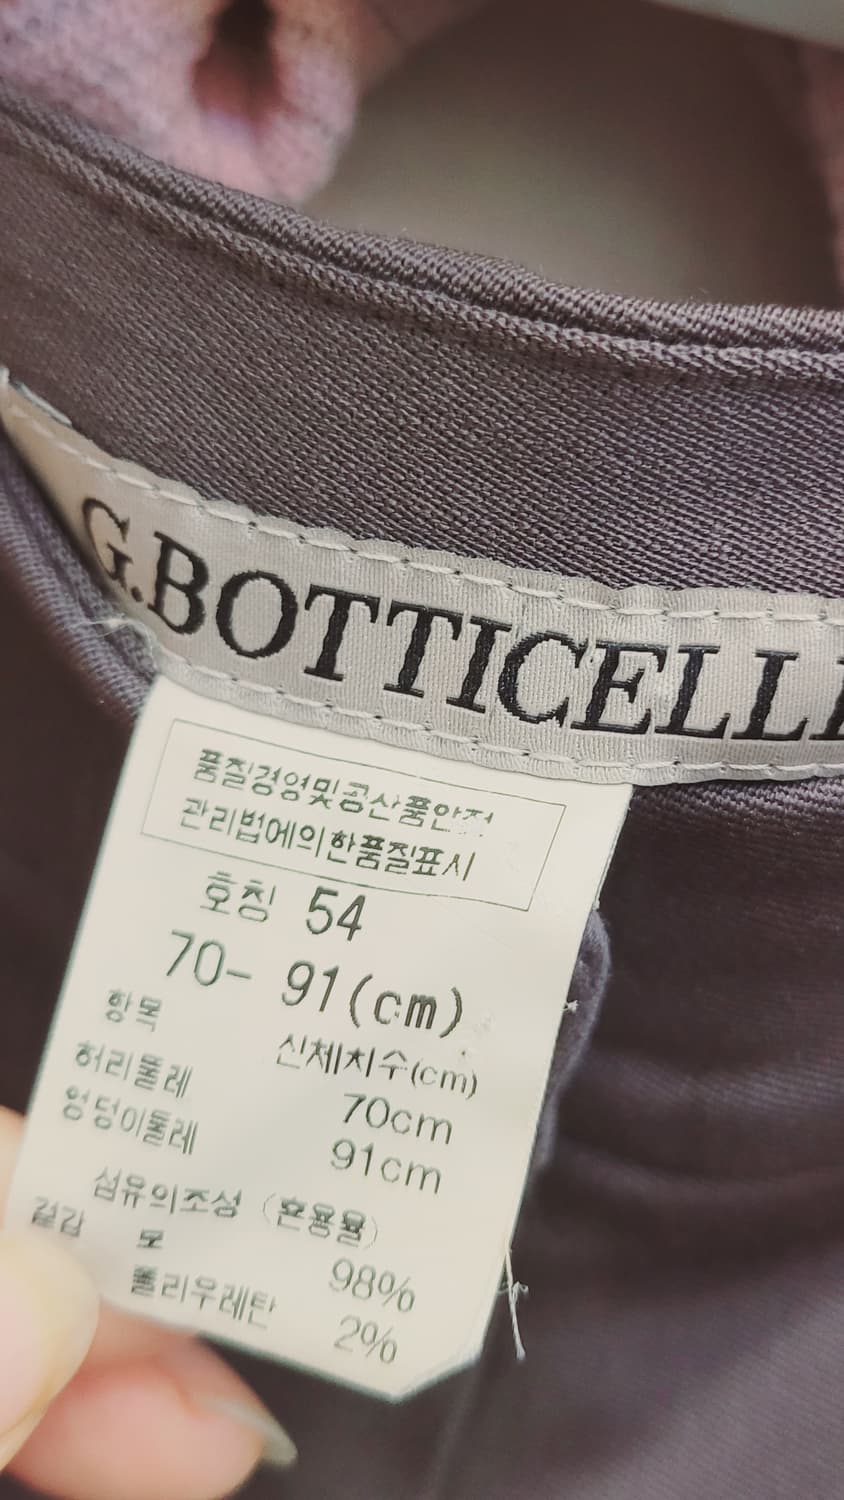 G.BOTTICELLI
품질경영및공산품안전
관리법에의한품질표시
호칭 54
70- 91(cm)
항목 신체치수(cm)
허리둘레 70cm
엉덩이둘레 91cm
섬유의조성 (혼용율)
겉감 모 98%
폴리우레탄 2%